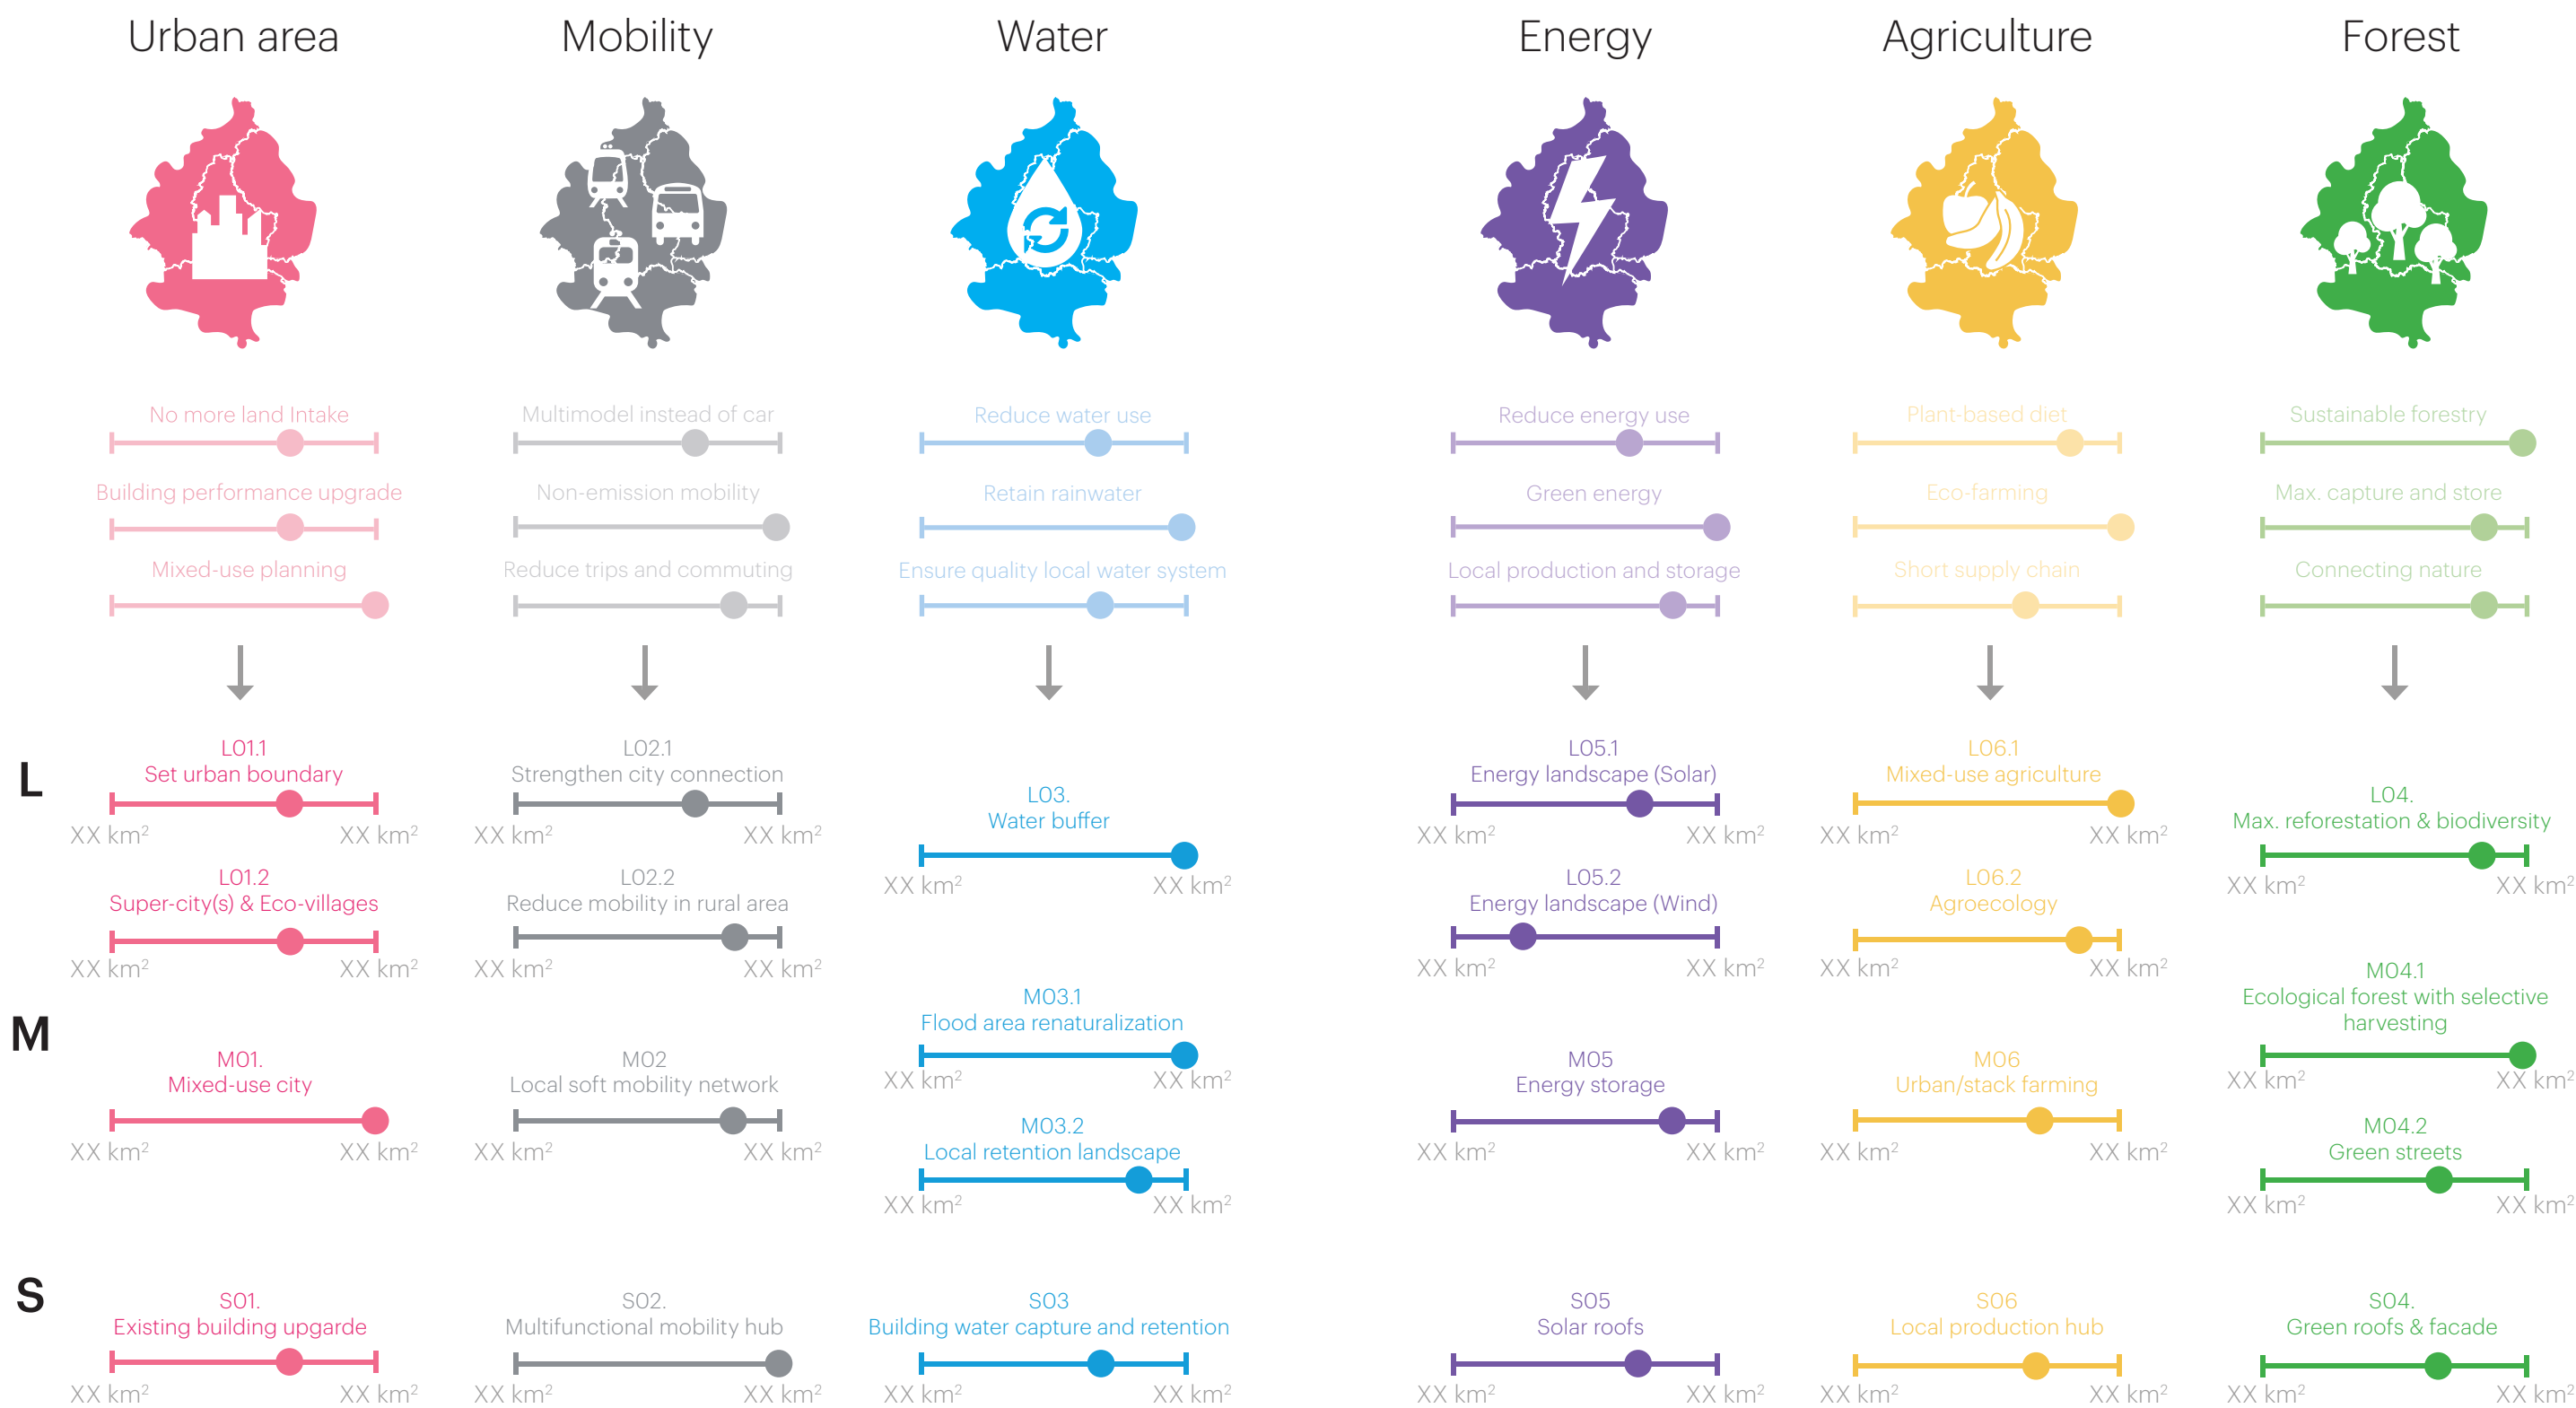 Urban area
Mobility
Water
Energy
Agriculture
Forest
No more land Intake
Multimodel instead of car
Reduce water use
Reduce energy use
Plant-based diet
Sustainable forestry
Building performance upgrade
Non-emission mobility
Retain rainwater
Green energy
Eco-farming
Max. capture and store
Mixed-use planning
Reduce trips and commuting
Ensure quality local water system
Local production and storage
Short supply chain
Connecting nature
L
L01.1
Set urban boundary
XX km²
XX km²
L01.2
Super-city(s) & Eco-villages
XX km²
XX km²
L02.1
Strengthen city connection
XX km²
XX km²
L02.2
Reduce mobility in rural area
XX km²
XX km²
L03.
Water buffer
XX km²
XX km²
L05.1
Energy landscape (Solar)
XX km²
XX km²
L05.2
Energy landscape (Wind)
XX km²
XX km²
L06.1
Mixed-use agriculture
XX km²
XX km²
L06.2
Agroecology
XX km²
XX km²
L04.
Max. reforestation & biodiversity
XX km²
XX km²
M
M01.
Mixed-use city
XX km²
XX km²
M02
Local soft mobility network
XX km²
XX km²
M03.1
Flood area renaturalization
XX km²
XX km²
M03.2
Local retention landscape
XX km²
XX km²
M05
Energy storage
XX km²
XX km²
M06
Urban/stack farming
XX km²
XX km²
M04.1
Ecological forest with selective
harvesting
XX km²
XX km²
M04.2
Green streets
XX km²
XX km²
S
S01.
Existing building upgarde
XX km²
XX km²
S02.
Multifunctional mobility hub
XX km²
XX km²
S03
Building water capture and retention
XX km²
XX km²
S05
Solar roofs
XX km²
XX km²
S06
Local production hub
XX km²
XX km²
S04.
Green roofs & facade
XX km²
XX km²